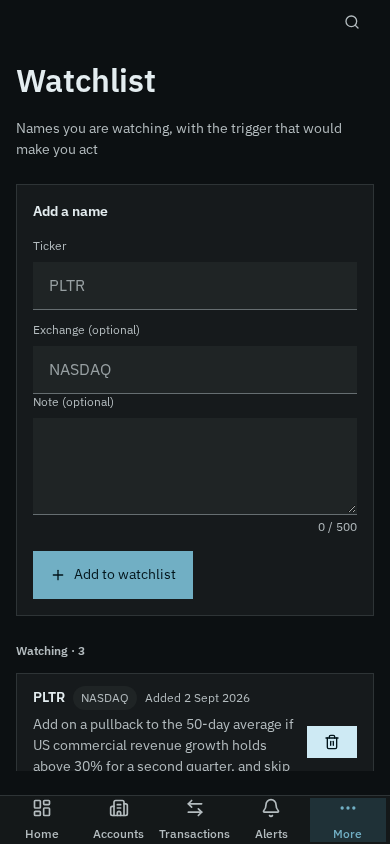 Watchlist
Names you are watching, with the trigger that would
make you act
Add a name
Ticker
PLTR
Exchange (optional)
NASDAQ
Note (optional)
0 / 500
Add to watchlist
Watching · 3
PLTR NASDAQ Added 2 Sept 2026
Add on a pullback to the 50-day average if
US commercial revenue growth holds
above 30% for a second quarter, and skip
Home Accounts Transactions Alerts More